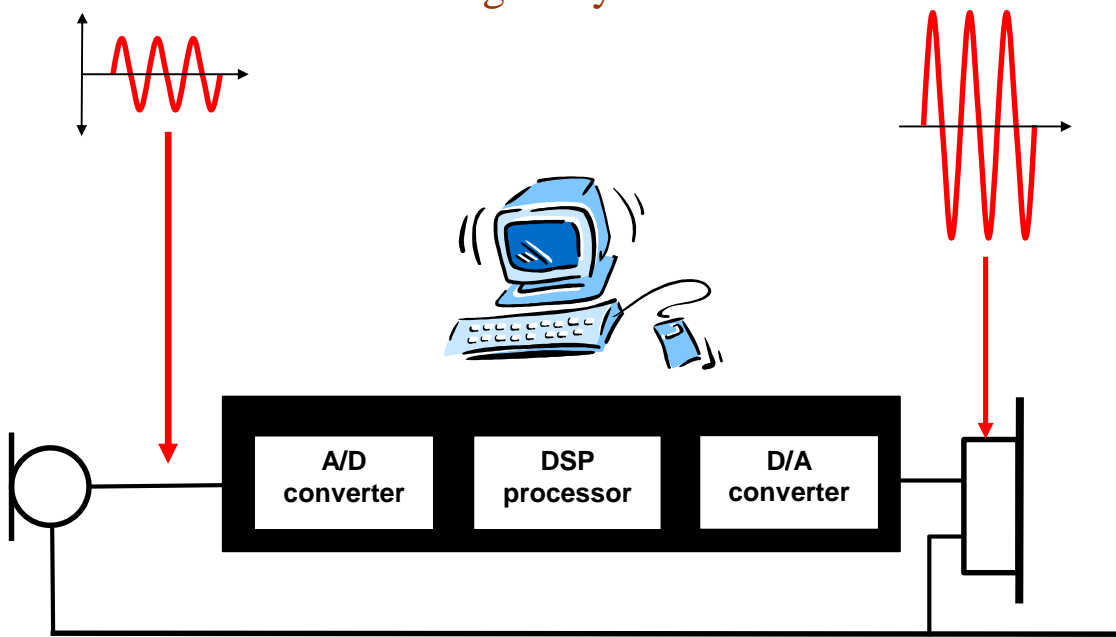 A/D
converter
DSP
processor
D/A
converter